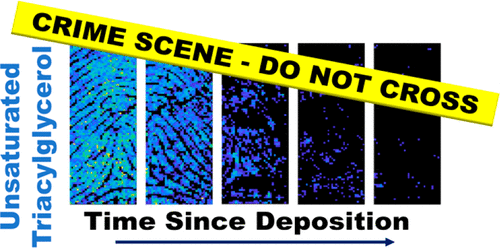 CRIME SCENE - DO NOT CROSS
Unsaturated
Triacylglycerol
Time Since Deposition